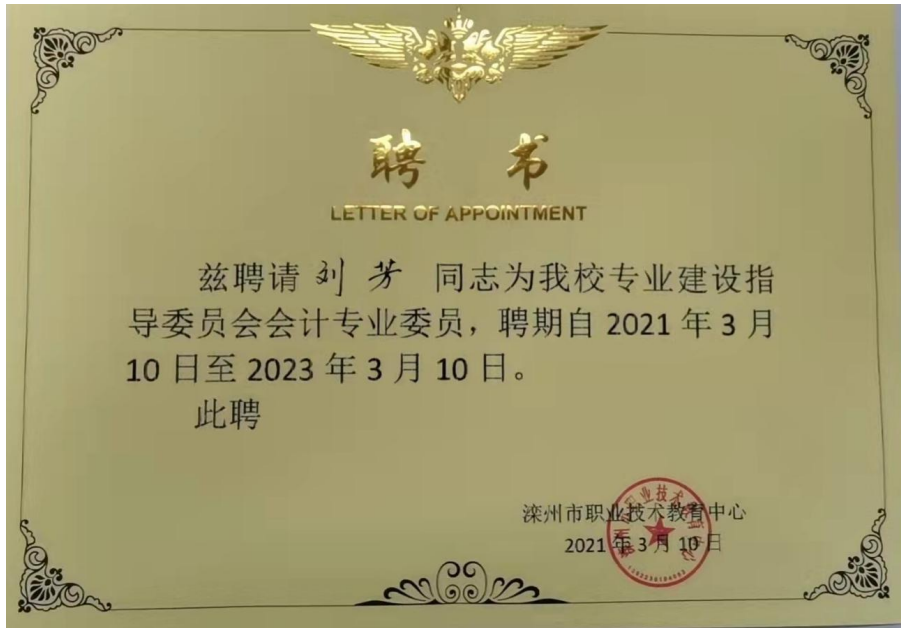 聘 书
LETTER OF APPOINTMENT
兹聘请 刘 芳 同志为我校专业建设指
导委员会会计专业委员，聘期自 2021 年 3 月
10 日至 2023 年 3 月 10 日。
此聘
滦州市职业技术教育中心
2021 年 3 月 10 日